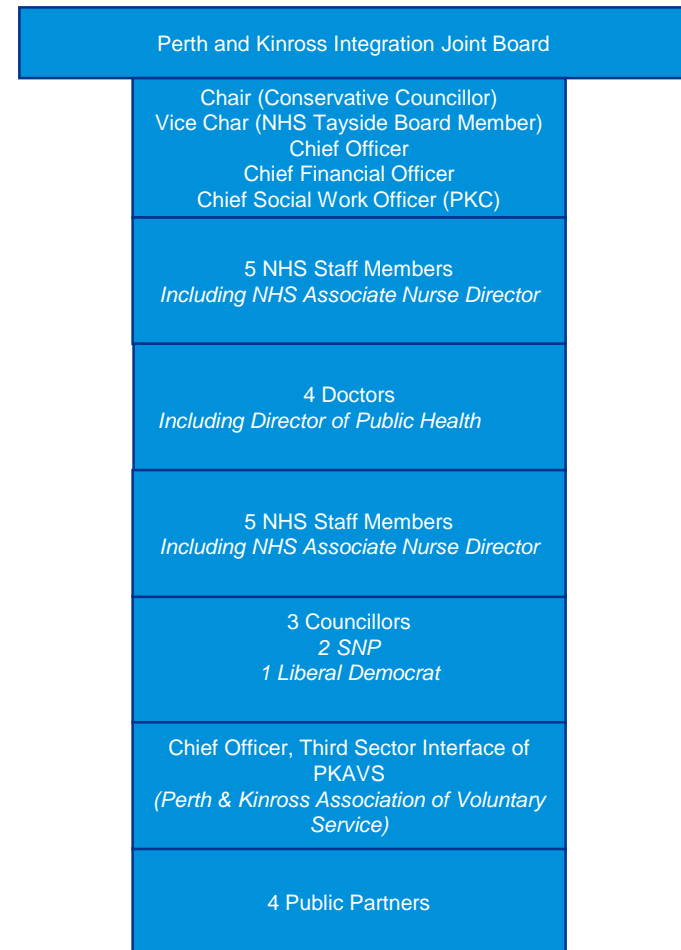 Perth and Kinross Integration Joint Board
Chair (Conservative Councillor)
Vice Char (NHS Tayside Board Member)
Chief Officer
Chief Financial Officer
Chief Social Work Officer (PKC)
5 NHS Staff Members
Including NHS Associate Nurse Director
4 Doctors
Including Director of Public Health
5 NHS Staff Members
Including NHS Associate Nurse Director
3 Councillors
2 SNP
1 Liberal Democrat
Chief Officer, Third Sector Interface of
PKAVS
(Perth & Kinross Association of Voluntary
Service)
4 Public Partners